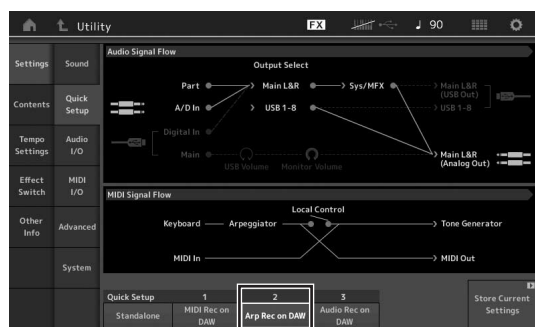 Utility
FX
90
Settings
Sound
Contents
Quick
Setup
Tempo
Settings
Audio
I/O
Effect
Switch
MIDI
I/O
Other
Info
Advanced
System
Audio Signal Flow
Output Select
Part
Main L&R
Sys/MFX
Main L&R
(USB Out)
A/D In
USB 1-8
USB 1-8
Digital In
Main
USB Volume
Monitor Volume
Main L&R
(Analog Out)
MIDI Signal Flow
Local Control
Keyboard
Arpeggiator
Tone Generator
MIDI In
MIDI Out
Quick Setup
1
2
3
Standalone
MIDI Rec on
DAW
Arp Rec on DAW
Audio Rec on
DAW
Store Current
Settings